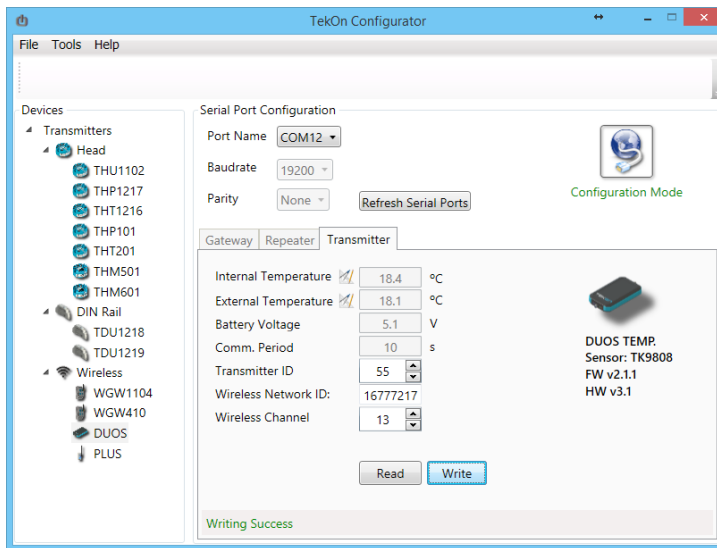 TekOn Configurator
File Tools Help
Devices
Transmitters
Head
THU1102
THP1217
THT1216
THP101
THT201
THM501
THM601
DIN Rail
TDU1218
TDU1219
Wireless
WGW1104
WGW410
DUOS
PLUS
Serial Port Configuration
Port Name COM12
Baudrate 19200
Parity None Refresh Serial Ports
Configuration Mode
Gateway Repeater Transmitter
Internal Temperature 18.4 ºC
External Temperature 18.1 ºC
Battery Voltage 5.1 V
Comm. Period 10 s
Transmitter ID 55
Wireless Network ID: 16777217
Wireless Channel 13
DUOS TEMP.
Sensor: TK9808
FW v2.1.1
HW v3.1
Read Write
Writing Success